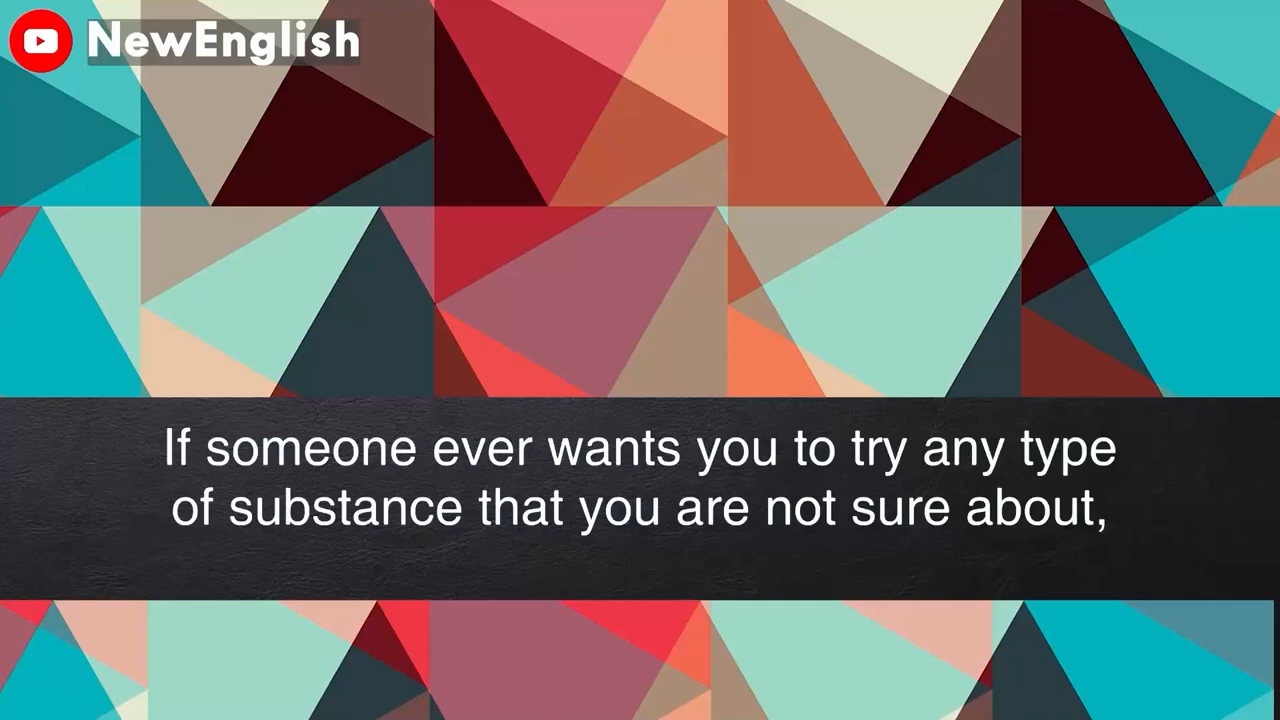 NewEnglish
If someone ever wants you to try any type
of substance that you are not sure about,